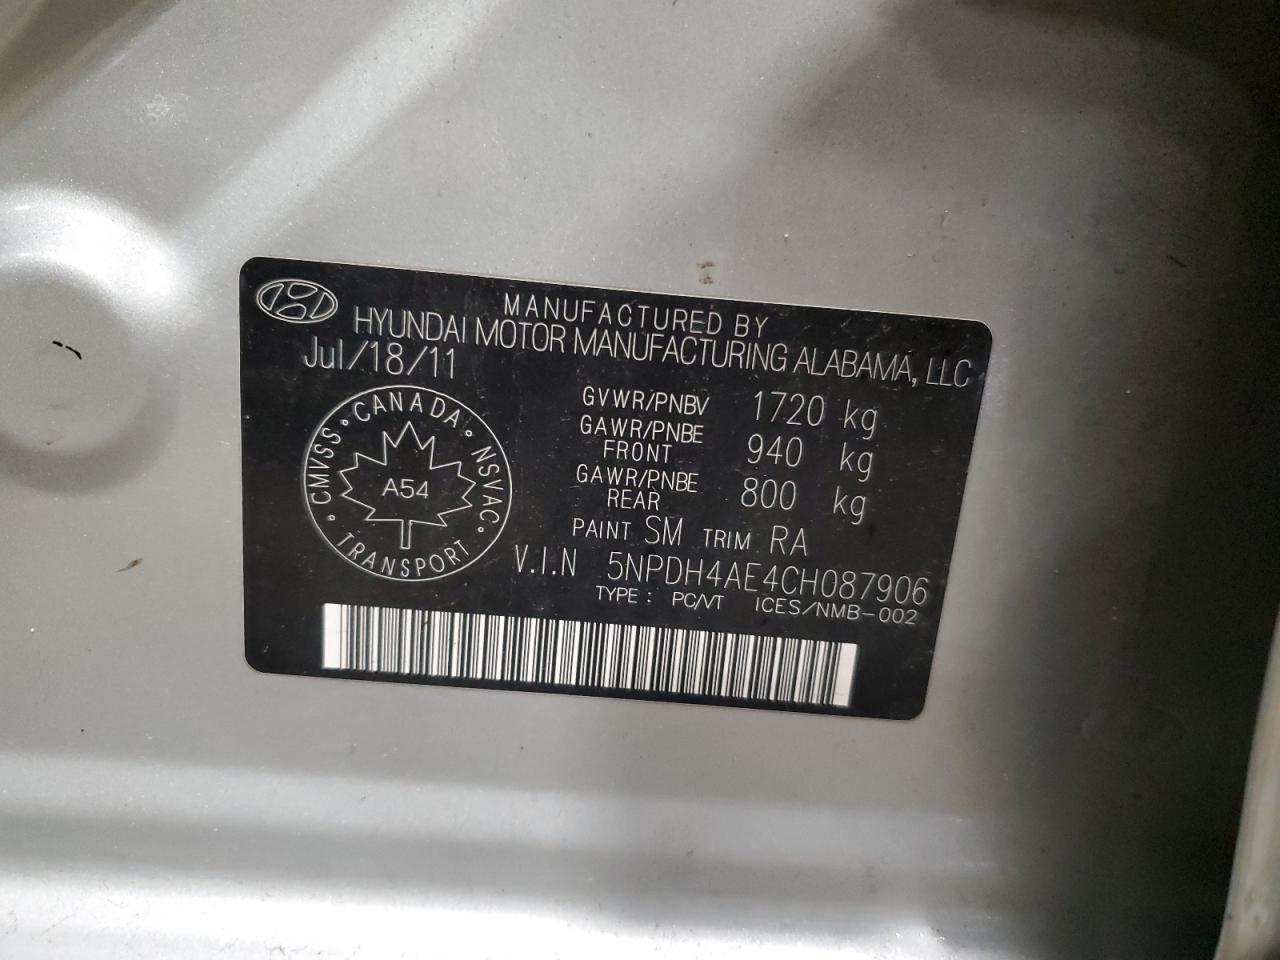 MANUFACTURED BY
HYUNDAI MOTOR MANUFACTURING ALABAMA, LLC
Jul/18/11
GVWR/PNBV 1720 kg
GAWR/PNBE FRONT 940 kg
GAWR/PNBE REAR 800 kg
PAINT SM TRIM RA
V.I.N 5NPDH4AE4CH087906
TYPE: PC/VT ICES/NMB-002
CMVSS · CANADA · NSVAC · TRANSPORT ·
A54